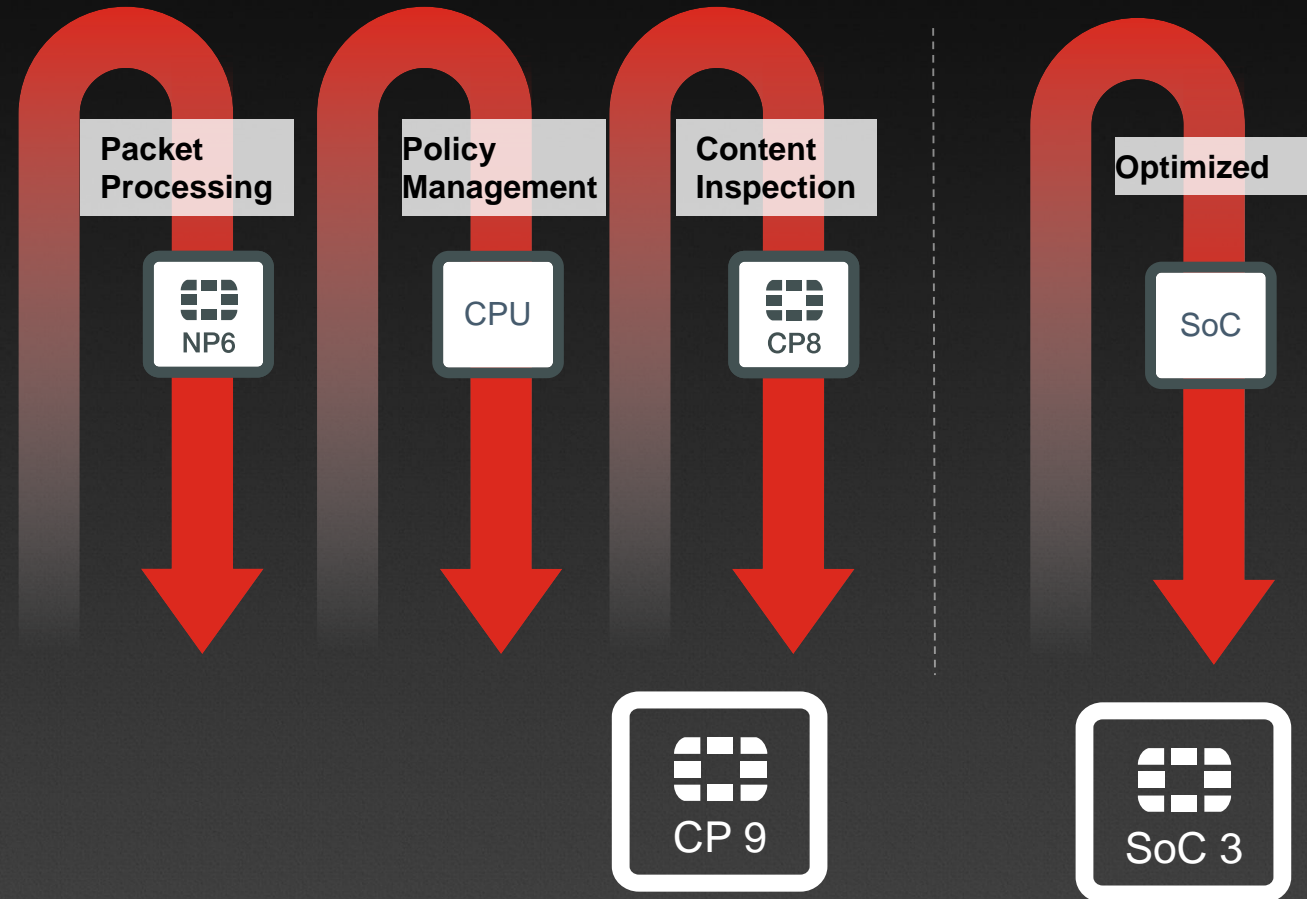 Packet
Processing
Policy
Management
Content
Inspection
Optimized
NP6
CPU
CP8
SoC
CP 9
SoC 3